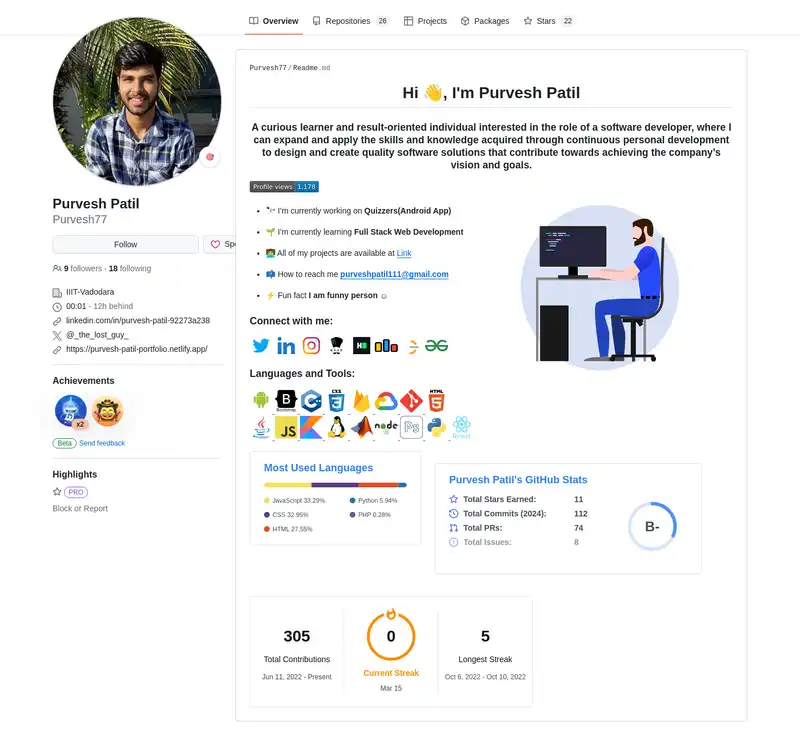 Overview
Repositories 26
Projects
Packages
Stars 22
Purvesh Patil
Purvesh77
Follow
Spo
9 followers · 18 following
IIIT-Vadodara
00:01 - 12h behind
linkedin.com/in/purvesh-patil-92273a238
@_the_lost_guy_
https://purvesh-patil-portfolio.netlify.app/
Achievements
x2
Beta Send feedback
Highlights
PRO
Block or Report
Purvesh77 / Readme.md
Hi 👋, I'm Purvesh Patil
A curious learner and result-oriented individual interested in the role of a software developer, where I
can expand and apply the skills and knowledge acquired through continuous personal development
to design and create quality software solutions that contribute towards achieving the company's
vision and goals.
Profile views 1,178
• 🔭 I'm currently working on Quizzers(Android App)
• 🌱 I'm currently learning Full Stack Web Development
• 👨‍💻 All of my projects are available at Link
• 📫 How to reach me purveshpatil111@gmail.com
• ⚡ Fun fact I am funny person ☺
Connect with me:
Languages and Tools:
B
Bootstrap
CSS
3
HTML
5
Java
JS
node
Ps
React
Most Used Languages
JavaScript 33.29%
CSS 32.95%
HTML 27.55%
Python 5.94%
PHP 0.28%
Purvesh Patil's GitHub Stats
Total Stars Earned: 11
Total Commits (2024): 112
Total PRs: 74
Total Issues: 8
B-
305
Total Contributions
Jun 11, 2022 - Present
0
Current Streak
Mar 15
5
Longest Streak
Oct 6, 2022 - Oct 10, 2022